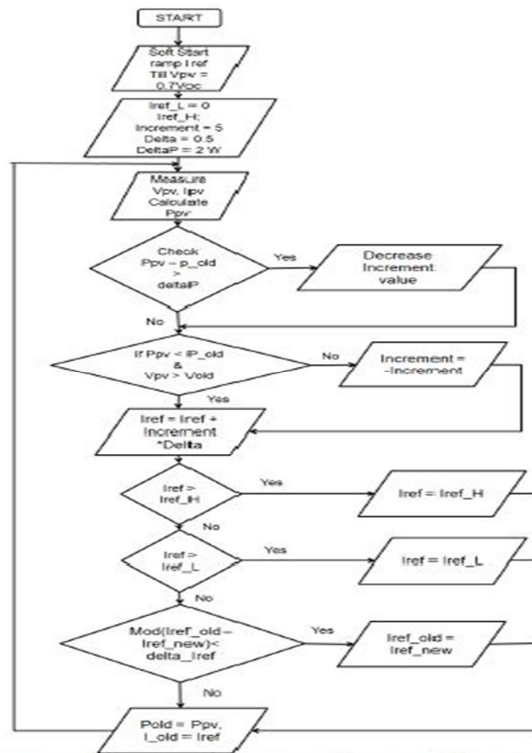 START
Soft Start
ramp Iref
Till Vpv =
0.7Voc
Iref_L = 0
Iref_H;
Increment = 5
Delta = 0.5
DeltaP = 2 W
Measure
Vpv, Ipv
Calculate
Ppv
Check
Ppv – p_old
>
deltaP
Yes
Decrease
Increment
value
No
If Ppv < P_old
&
Vpv > Vold
No
Increment =
-Increment
Yes
Iref = Iref +
Increment
*Delta
Iref >
Iref_H
Yes
Iref = Iref_H
No
Iref >
Iref_L
Yes
Iref = Iref_L
No
Mod(Iref_old –
Iref_new)<
delta_Iref
Yes
Iref_old =
Iref_new
No
Pold = Ppv,
I_old = Iref